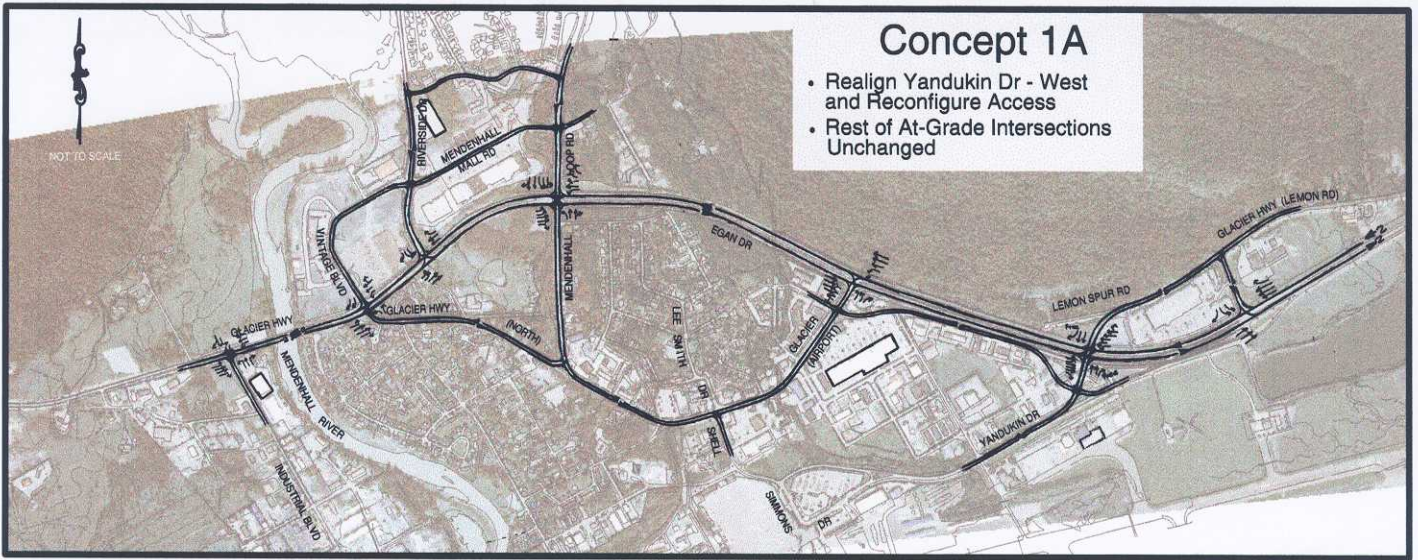 Concept 1A
• Realign Yandukin Dr - West
and Reconfigure Access
• Rest of At-Grade Intersections
Unchanged
NOT TO SCALE
RIVERSIDE DR
MENDENHALL
MALL RD
LOOP RD
MENDENHALL
EGAN DR
VINTAGE BLVD
GLACIER HWY
GLACIER HWY
(NORTH)
MENDENHALL RIVER
INDUSTRIAL BLVD
LEE SMITH
DR
SHELL
SIMMONS
DR
GLACIER
(AIRPORT)
YANDUKIN DR
LEMON SPUR RD
GLACIER HWY (LEMON RD)
2
2